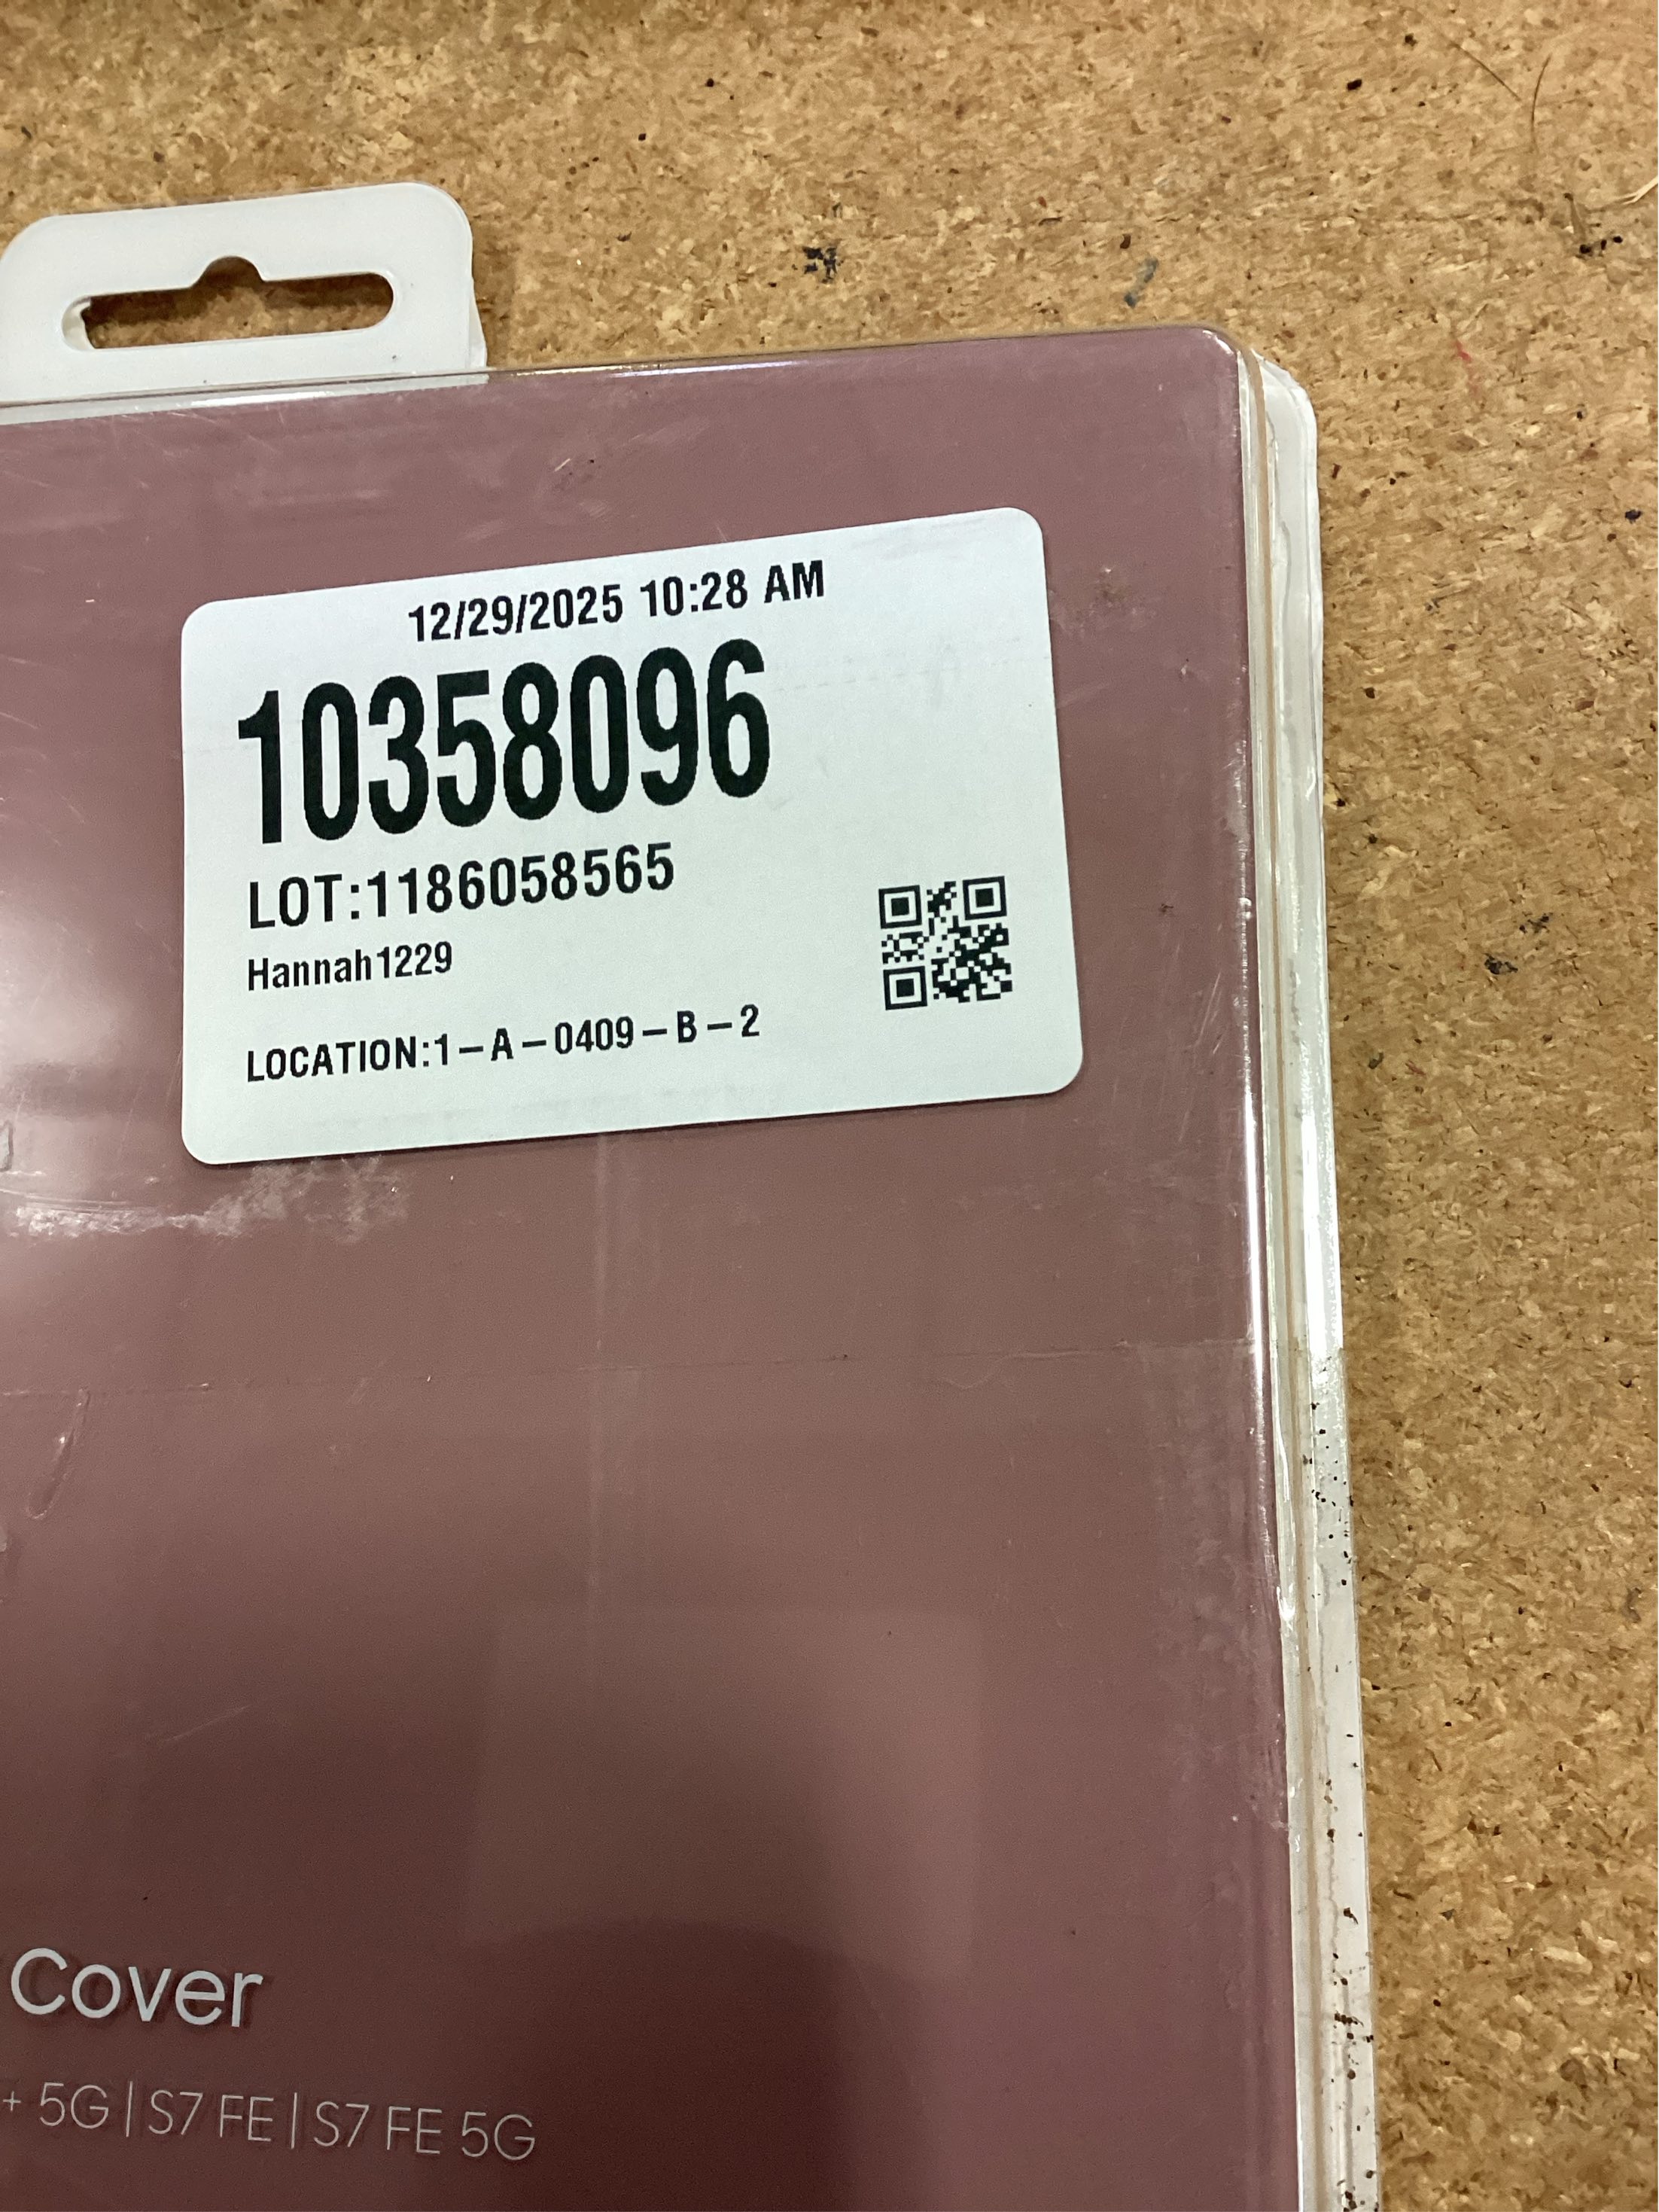 12/29/2025 10:28 AM
10358096
LOT:1186058565
Hannah1229
LOCATION:1–A–0409–B–2
Cover
+ 5G | S7 FE | S7 FE 5G